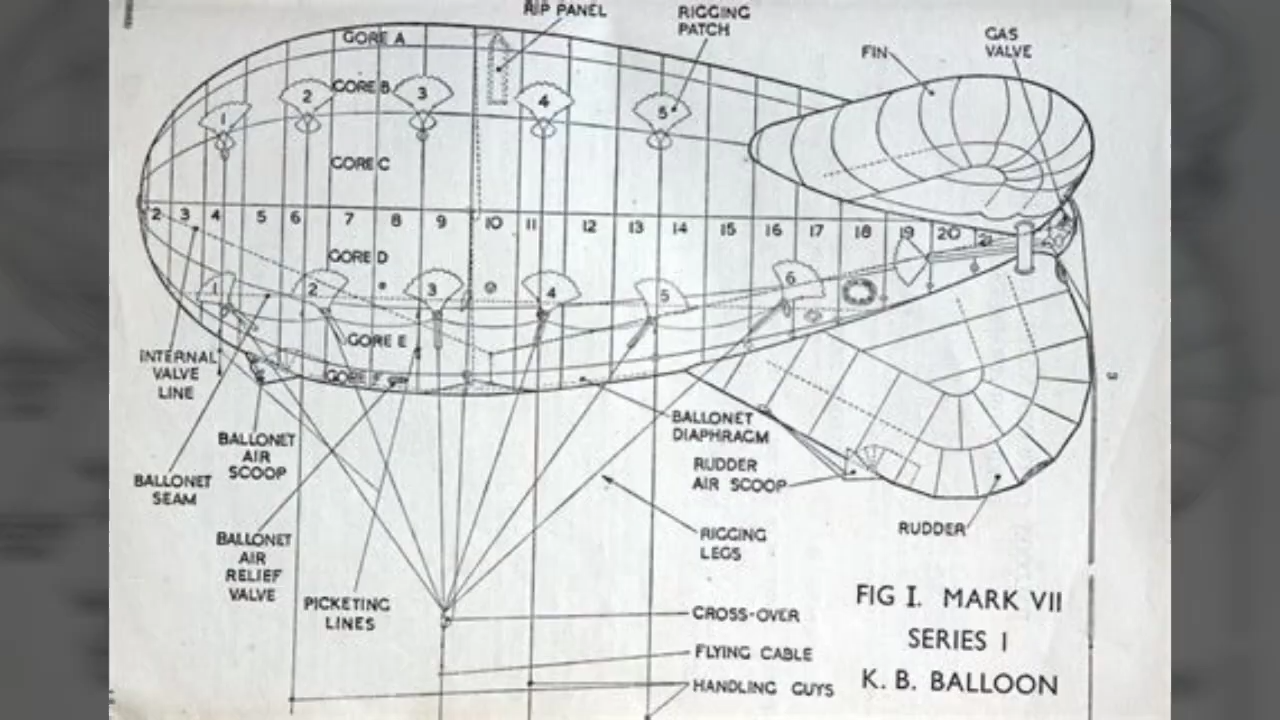 RIP PANEL
RIGGING
PATCH
FIN
GAS
VALVE
GORE A
GORE B
1
2
3
4
5
GORE C
2 3 4 5 6 7 8 9 10 11 12 13 14 15 16 17 18 19 20 21
GORE D
1
2
3
4
5
6
GORE E
GORE F
INTERNAL
VALVE
LINE
BALLONET
SEAM
BALLONET
AIR
SCOOP
BALLONET
AIR
RELIEF
VALVE
PICKETING
LINES
BALLONET
DIAPHRAGM
RUDDER
AIR SCOOP
RUDDER
RIGGING
LEGS
CROSS-OVER
FLYING CABLE
HANDLING GUYS
FIG I. MARK VII
SERIES I
K. B. BALLOON